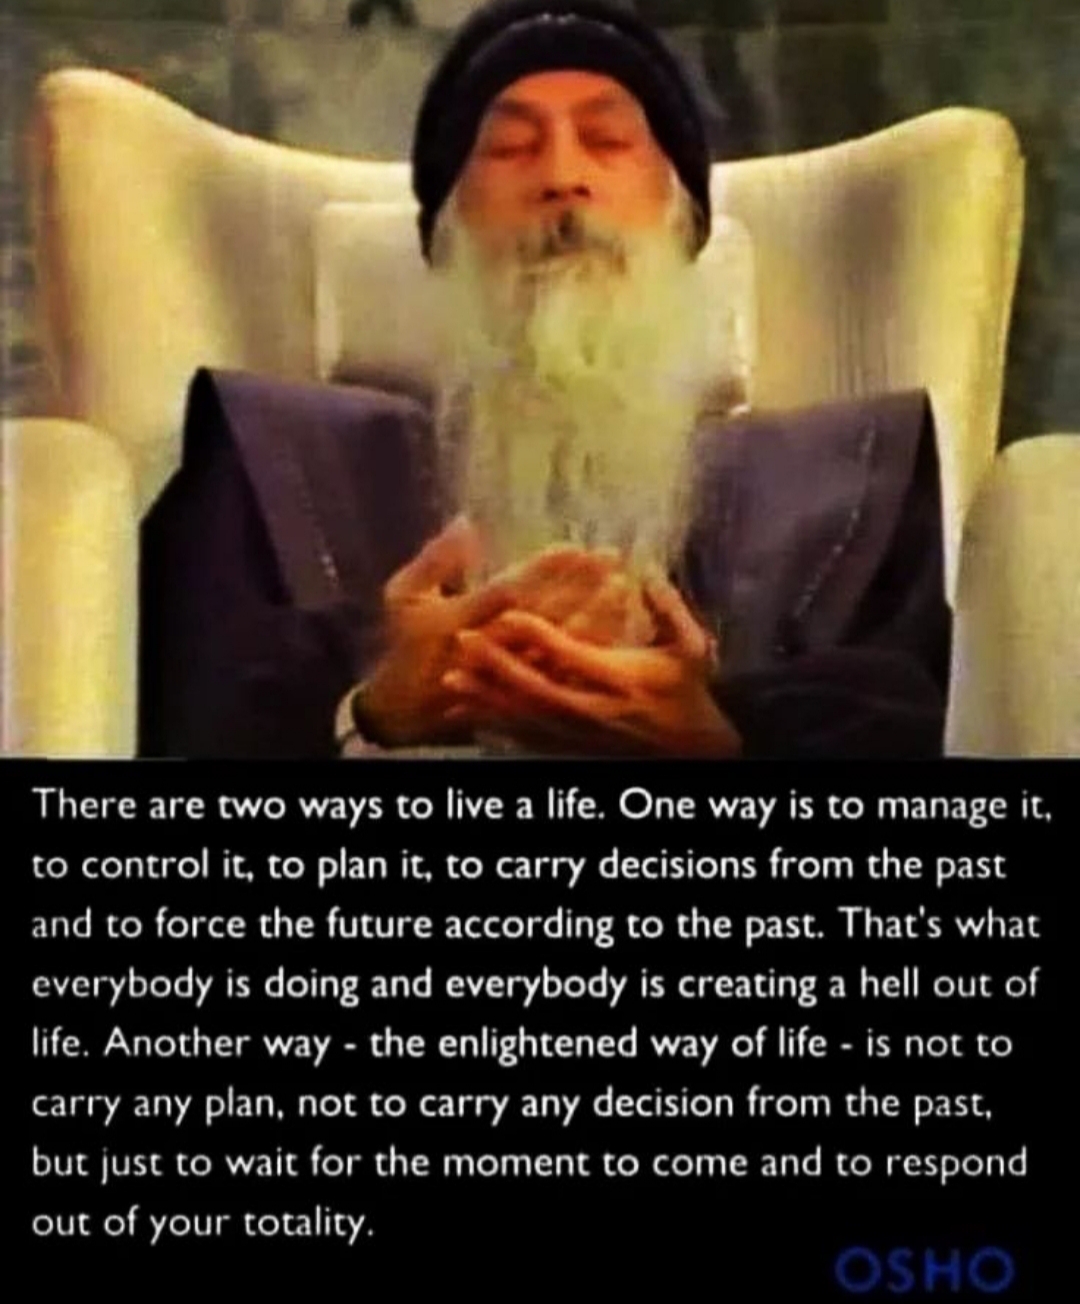 There are two ways to live a life. One way is to manage it,
to control it, to plan it, to carry decisions from the past
and to force the future according to the past. That's what
everybody is doing and everybody is creating a hell out of
life. Another way - the enlightened way of life - is not to
carry any plan, not to carry any decision from the past,
but just to wait for the moment to come and to respond
out of your totality.
OSHO